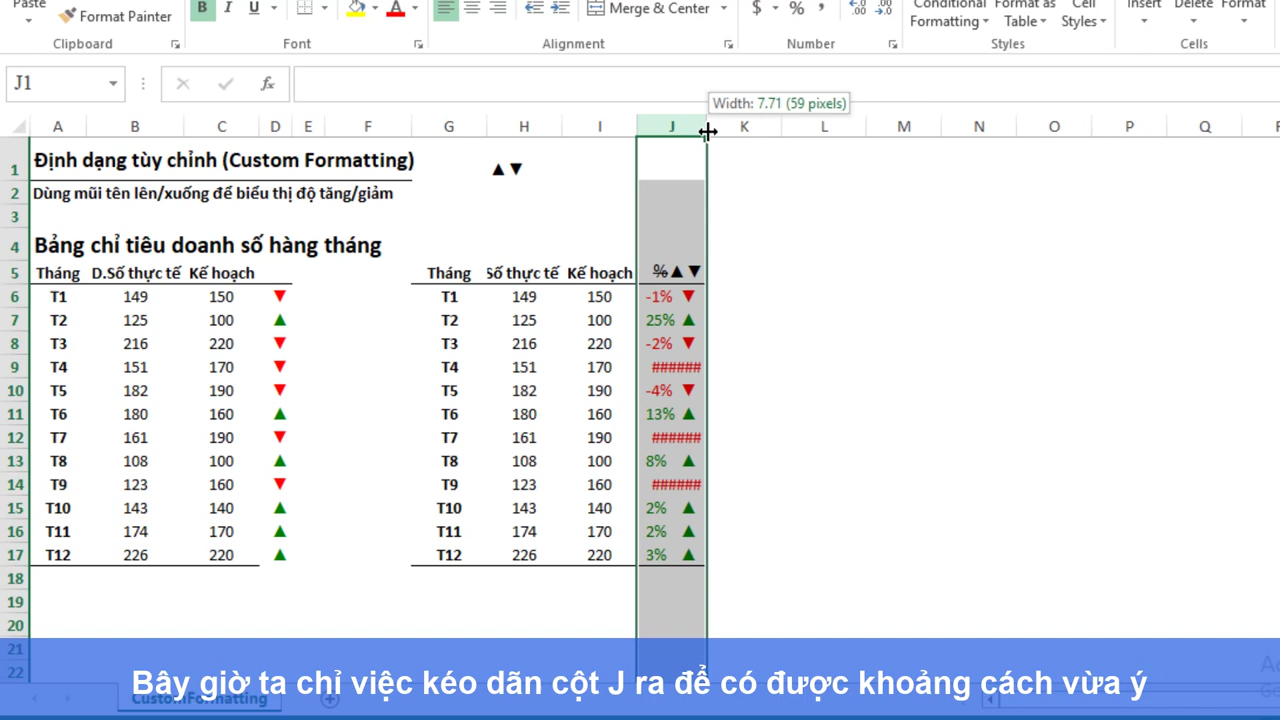 Paste
Format Painter
B I U
A
Merge & Center
$ % ,
.00
.00
Conditional Format as Cell Insert Delete Format
Formatting Table Styles
Clipboard Font Alignment Number Styles Cells
J1 fx
Width: 7.71 (59 pixels)
A B C D E F G H I J K L M N O P Q
1 Định dạng tùy chỉnh (Custom Formatting) ▲▼
2 Dùng mũi tên lên/xuống để biểu thị độ tăng/giảm
3
4 Bảng chỉ tiêu doanh số hàng tháng
5 Tháng D.Số thực tế Kế hoạch Tháng Số thực tế Kế hoạch %▲▼
6 T1 149 150 ▼ T1 149 150 -1% ▼
7 T2 125 100 ▲ T2 125 100 25% ▲
8 T3 216 220 ▼ T3 216 220 -2% ▼
9 T4 151 170 ▼ T4 151 170 ######
10 T5 182 190 ▼ T5 182 190 -4% ▼
11 T6 180 160 ▲ T6 180 160 13% ▲
12 T7 161 190 ▼ T7 161 190 ######
13 T8 108 100 ▲ T8 108 100 8% ▲
14 T9 123 160 ▼ T9 123 160 ######
15 T10 143 140 ▲ T10 143 140 2% ▲
16 T11 174 170 ▲ T11 174 170 2% ▲
17 T12 226 220 ▲ T12 226 220 3% ▲
18
19
20
21
22
Bây giờ ta chỉ việc kéo dãn cột J ra để có được khoảng cách vừa ý
CustomFormatting